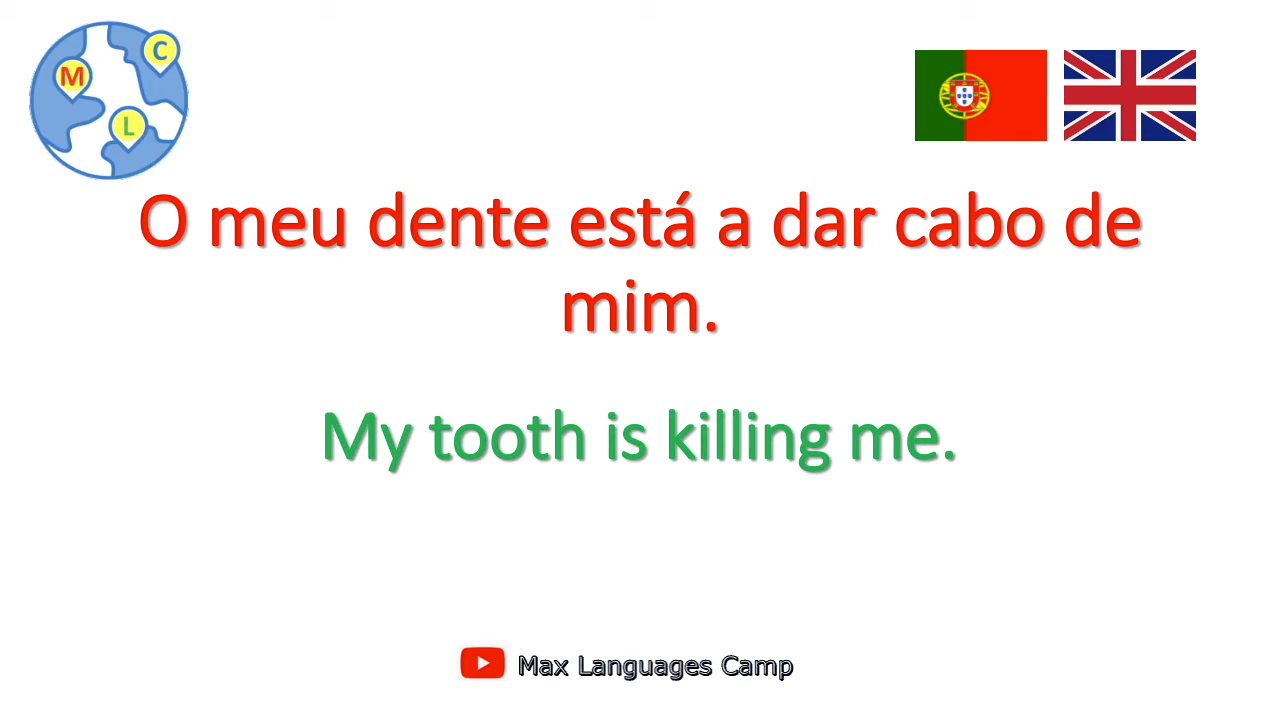 M
C
L
O meu dente está a dar cabo de
mim.
My tooth is killing me.
Max Languages Camp